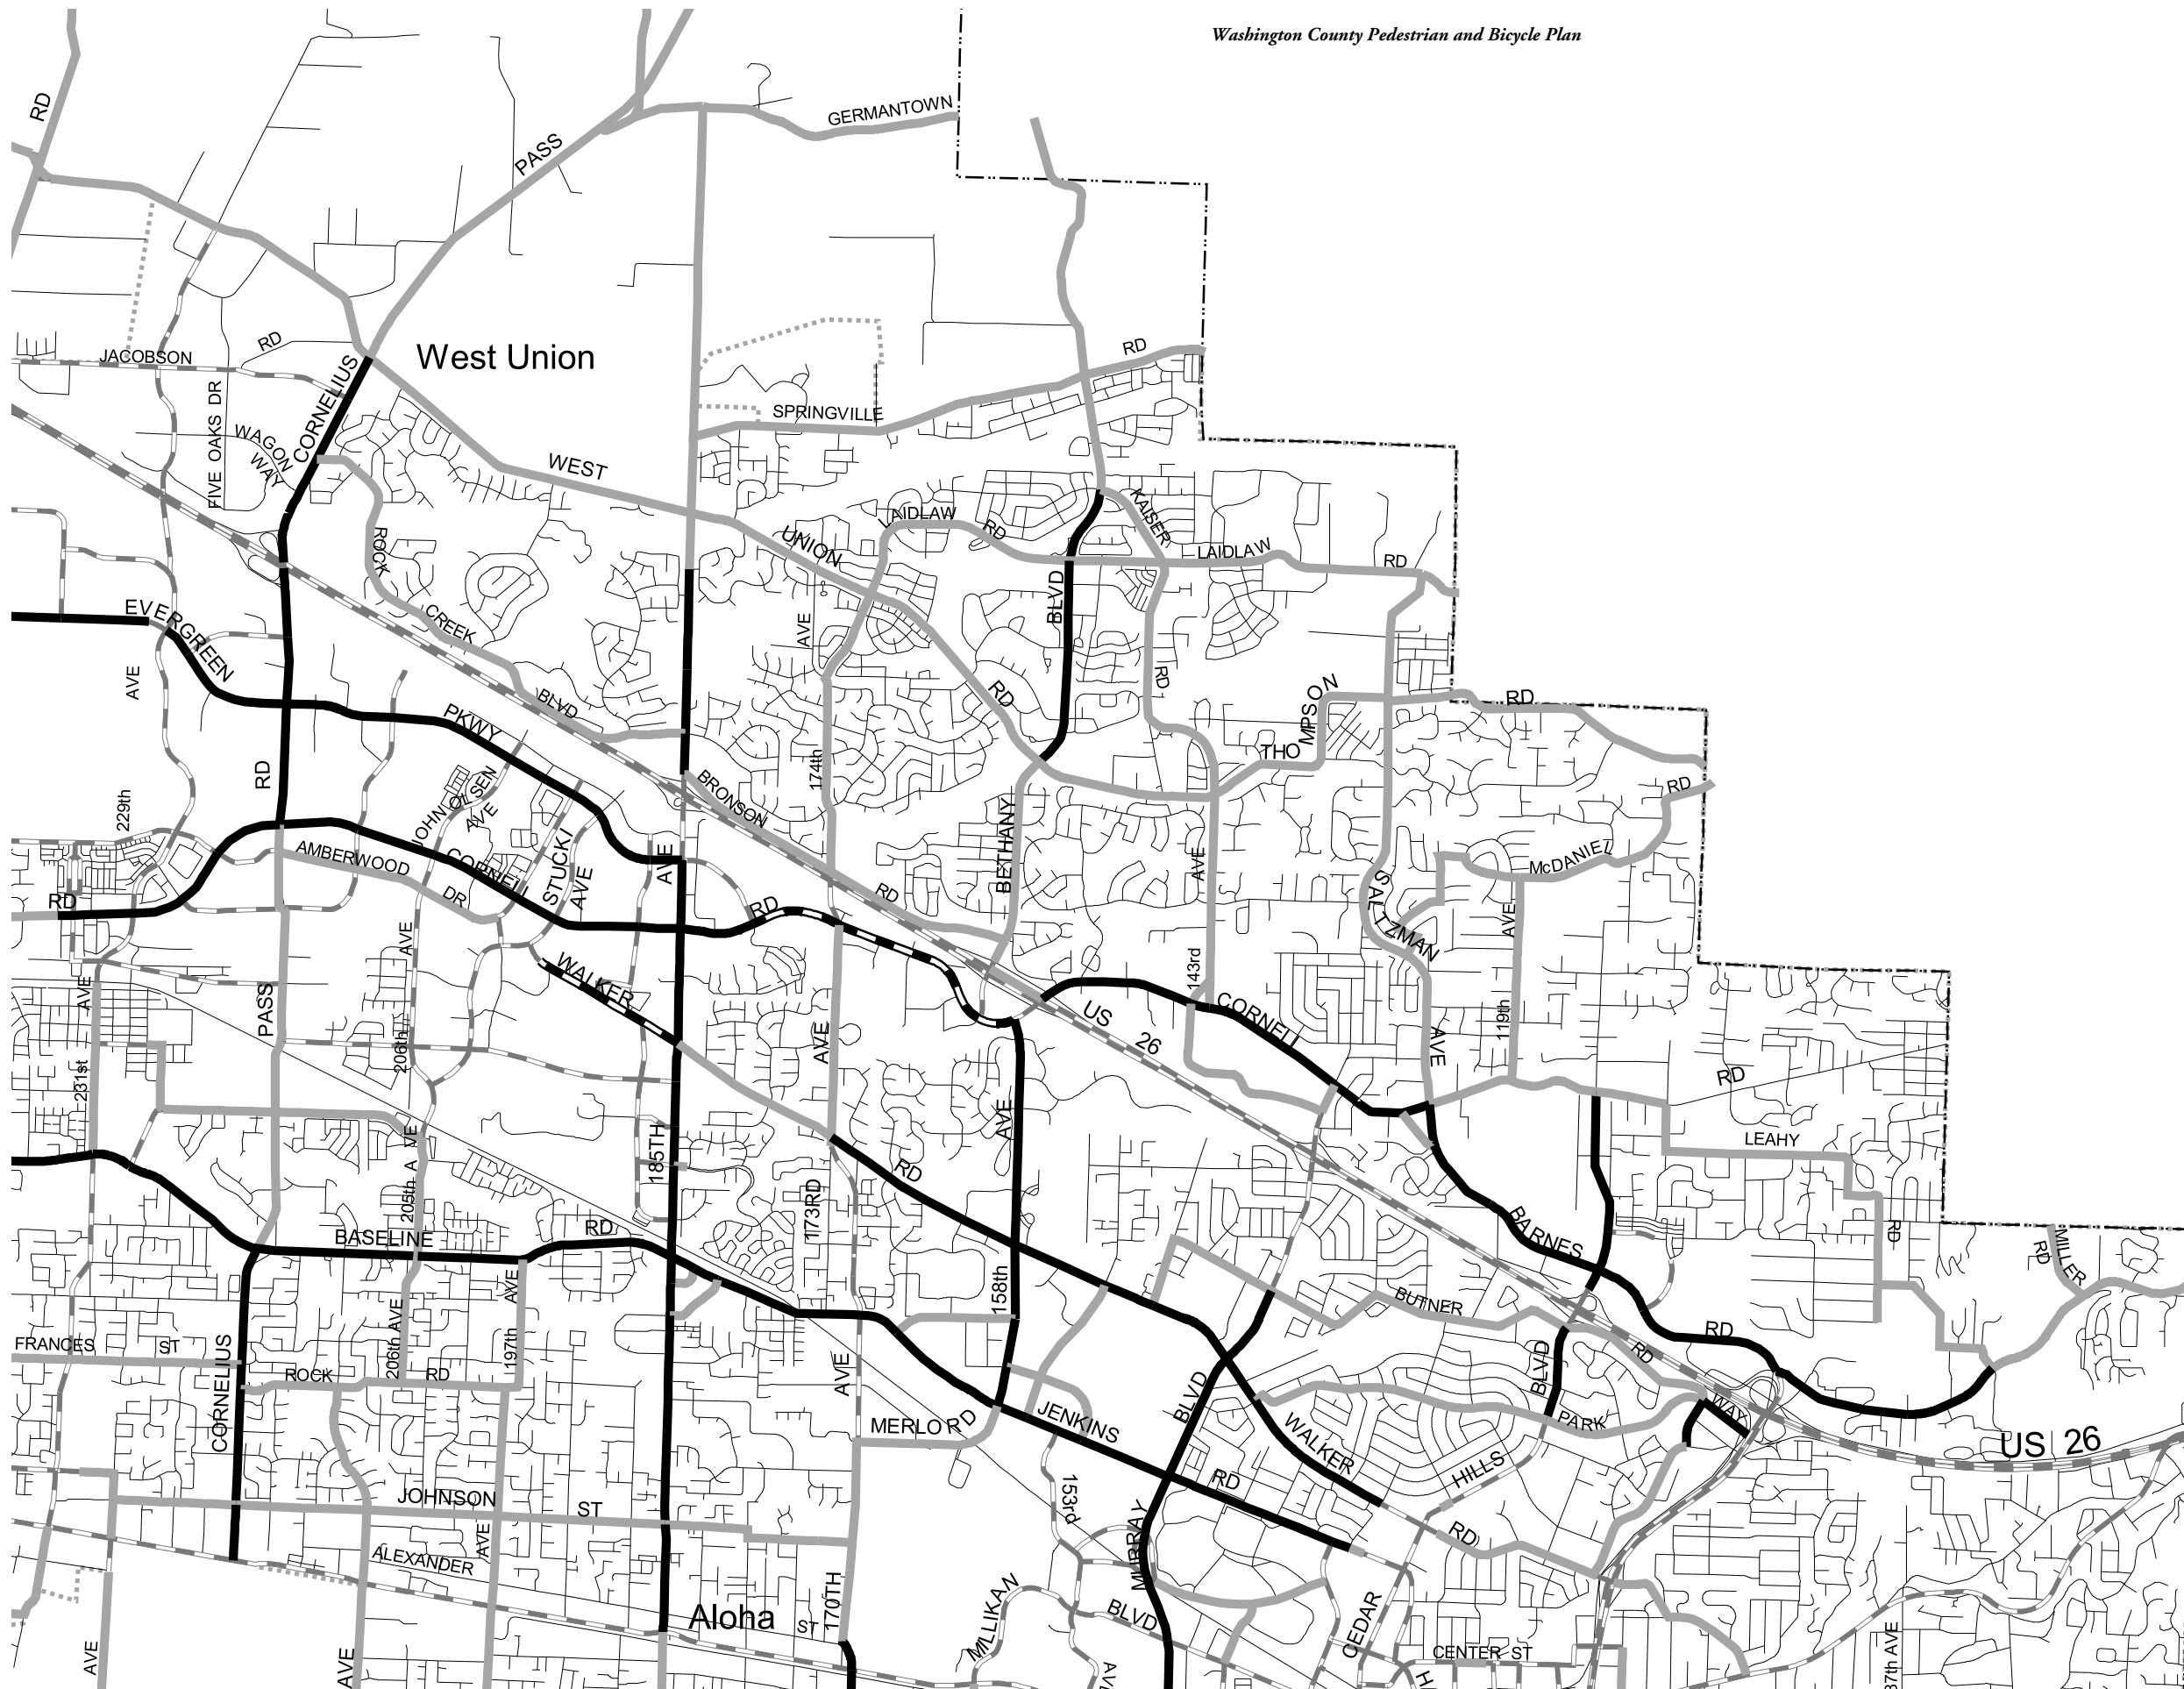 Washington County Pedestrian and Bicycle Plan
RD
GERMANTOWN
PASS
JACOBSON
RD
West Union
RD
CORNELIUS
FIVE OAKS DR
WAGON
WAY
SPRINGVILLE
WEST
UNION
LAIDLAW
RD
KAISER
LAIDLAW
RD
ROCK
CREEK
BLVD
EVERGREEN
AVE
PKWY
AVE
BLVD
RD
RD
THOMPSON
RD
RD
229th
RD
JOHN OLSEN
AVE
BRONSON
174th
BETHANY
AVE
McDANIEL
AMBERWOOD
DR
CORNELL
STUCKI
AVE
AVE
RD
RD
RD
SALTZMAN
AVE
AVE
AVE
WALKER
143rd
CORNELL
US
26
119th
AVE
PASS
206th
AVE
231st
RD
AVE
LEAHY
185TH
RD
205th AVE
173RD
BASELINE
RD
BARNES
RD
MILLER
RD
AVE
158th
BUTNER
206th AVE
197th
FRANCES
ST
RD
RD
BLVD
ROCK
RD
AVE
CORNELIUS
BLVD
MERLO RD
JENKINS
WALKER
PARK
WAY
US 26
HILLS
RD
JOHNSON
ST
153rd
MURRAY
RD
AVE
ALEXANDER
Aloha
ST
170TH
MILLIKAN
BLVD
CEDAR
CENTER ST
AVE
AVE
AVE
H
37th AVE